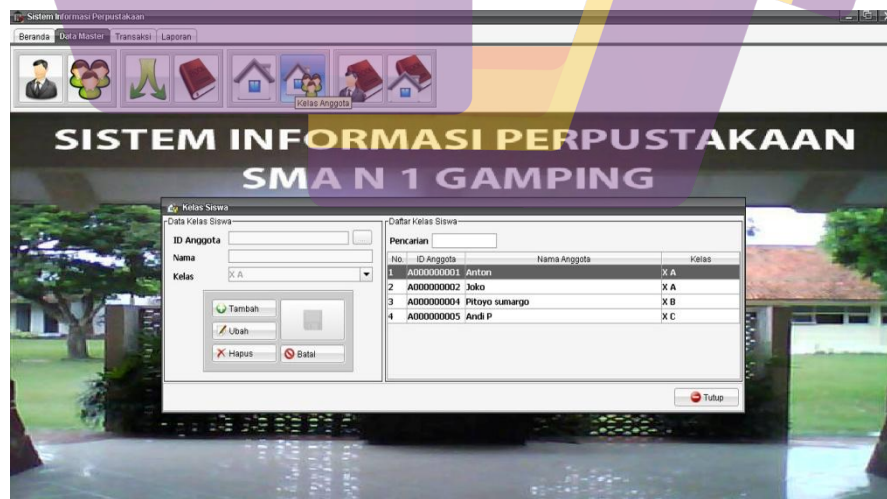 Sistem Informasi Perpustakaan
Beranda Data Master Transaksi Laporan
Kelas Anggota
SISTEM INFORMASI PERPUSTAKAAN
SMA N 1 GAMPING
Kelas Siswa
Data Kelas Siswa
ID Anggota
...
Nama
Kelas X A
Tambah
Ubah
Hapus Batal
Daftar Kelas Siswa
Pencarian
No. ID Anggota Nama Anggota Kelas
1 A000000001 Anton X A
2 A000000002 Joko X A
3 A000000004 Pitoyo sumargo X B
4 A000000005 Andi P X C
Tutup